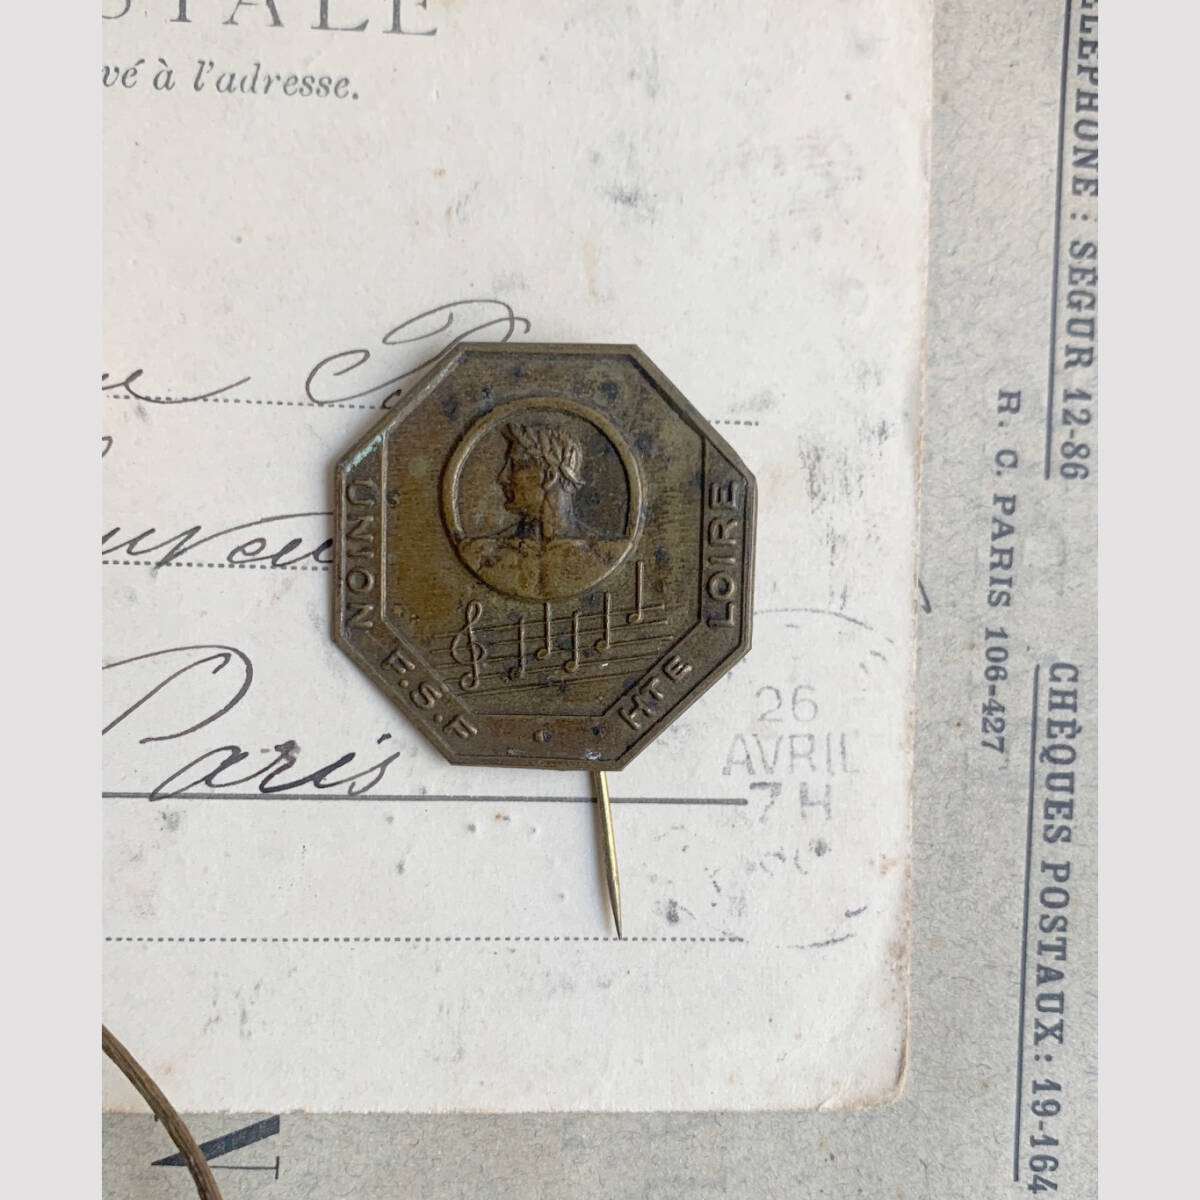 STALE
vé à l'adresse.
Paris
UNION
F.S.F
•
HTE
LOIRE
26
AVRIL
7 H
TÉLÉPHONE : SÉGUR 12-86
R. C. PARIS 106-427
CHÈQUES POSTAUX : 19-164